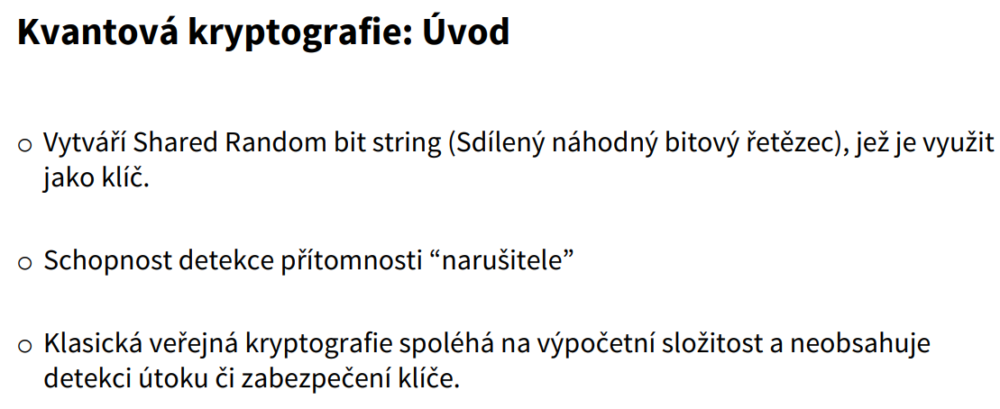 Kvantová kryptografie: Úvod
○ Vytváří Shared Random bit string (Sdílený náhodný bitový řetězec), jež je využit
jako klíč.
○ Schopnost detekce přítomnosti “narušitele”
○ Klasická veřejná kryptografie spoléhá na výpočetní složitost a neobsahuje
detekci útoku či zabezpečení klíče.